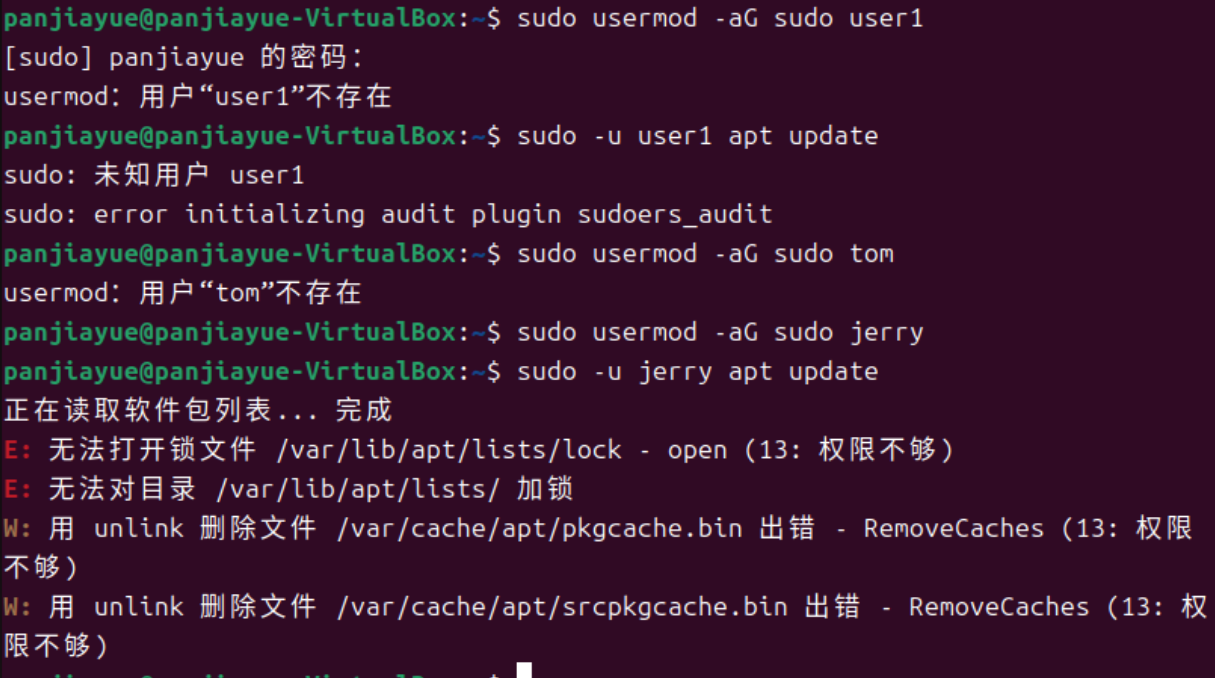 panjiayue@panjiayue-VirtualBox:~$ sudo usermod -aG sudo user1
[sudo] panjiayue 的密码：
usermod：用户“user1”不存在
panjiayue@panjiayue-VirtualBox:~$ sudo -u user1 apt update
sudo: 未知用户 user1
sudo: error initializing audit plugin sudoers_audit
panjiayue@panjiayue-VirtualBox:~$ sudo usermod -aG sudo tom
usermod：用户“tom”不存在
panjiayue@panjiayue-VirtualBox:~$ sudo usermod -aG sudo jerry
panjiayue@panjiayue-VirtualBox:~$ sudo -u jerry apt update
正在读取软件包列表... 完成
E: 无法打开锁文件 /var/lib/apt/lists/lock - open (13: 权限不够)
E: 无法对目录 /var/lib/apt/lists/ 加锁
W: 用 unlink 删除文件 /var/cache/apt/pkgcache.bin 出错 - RemoveCaches (13: 权限
不够)
W: 用 unlink 删除文件 /var/cache/apt/srcpkgcache.bin 出错 - RemoveCaches (13: 权
限不够)